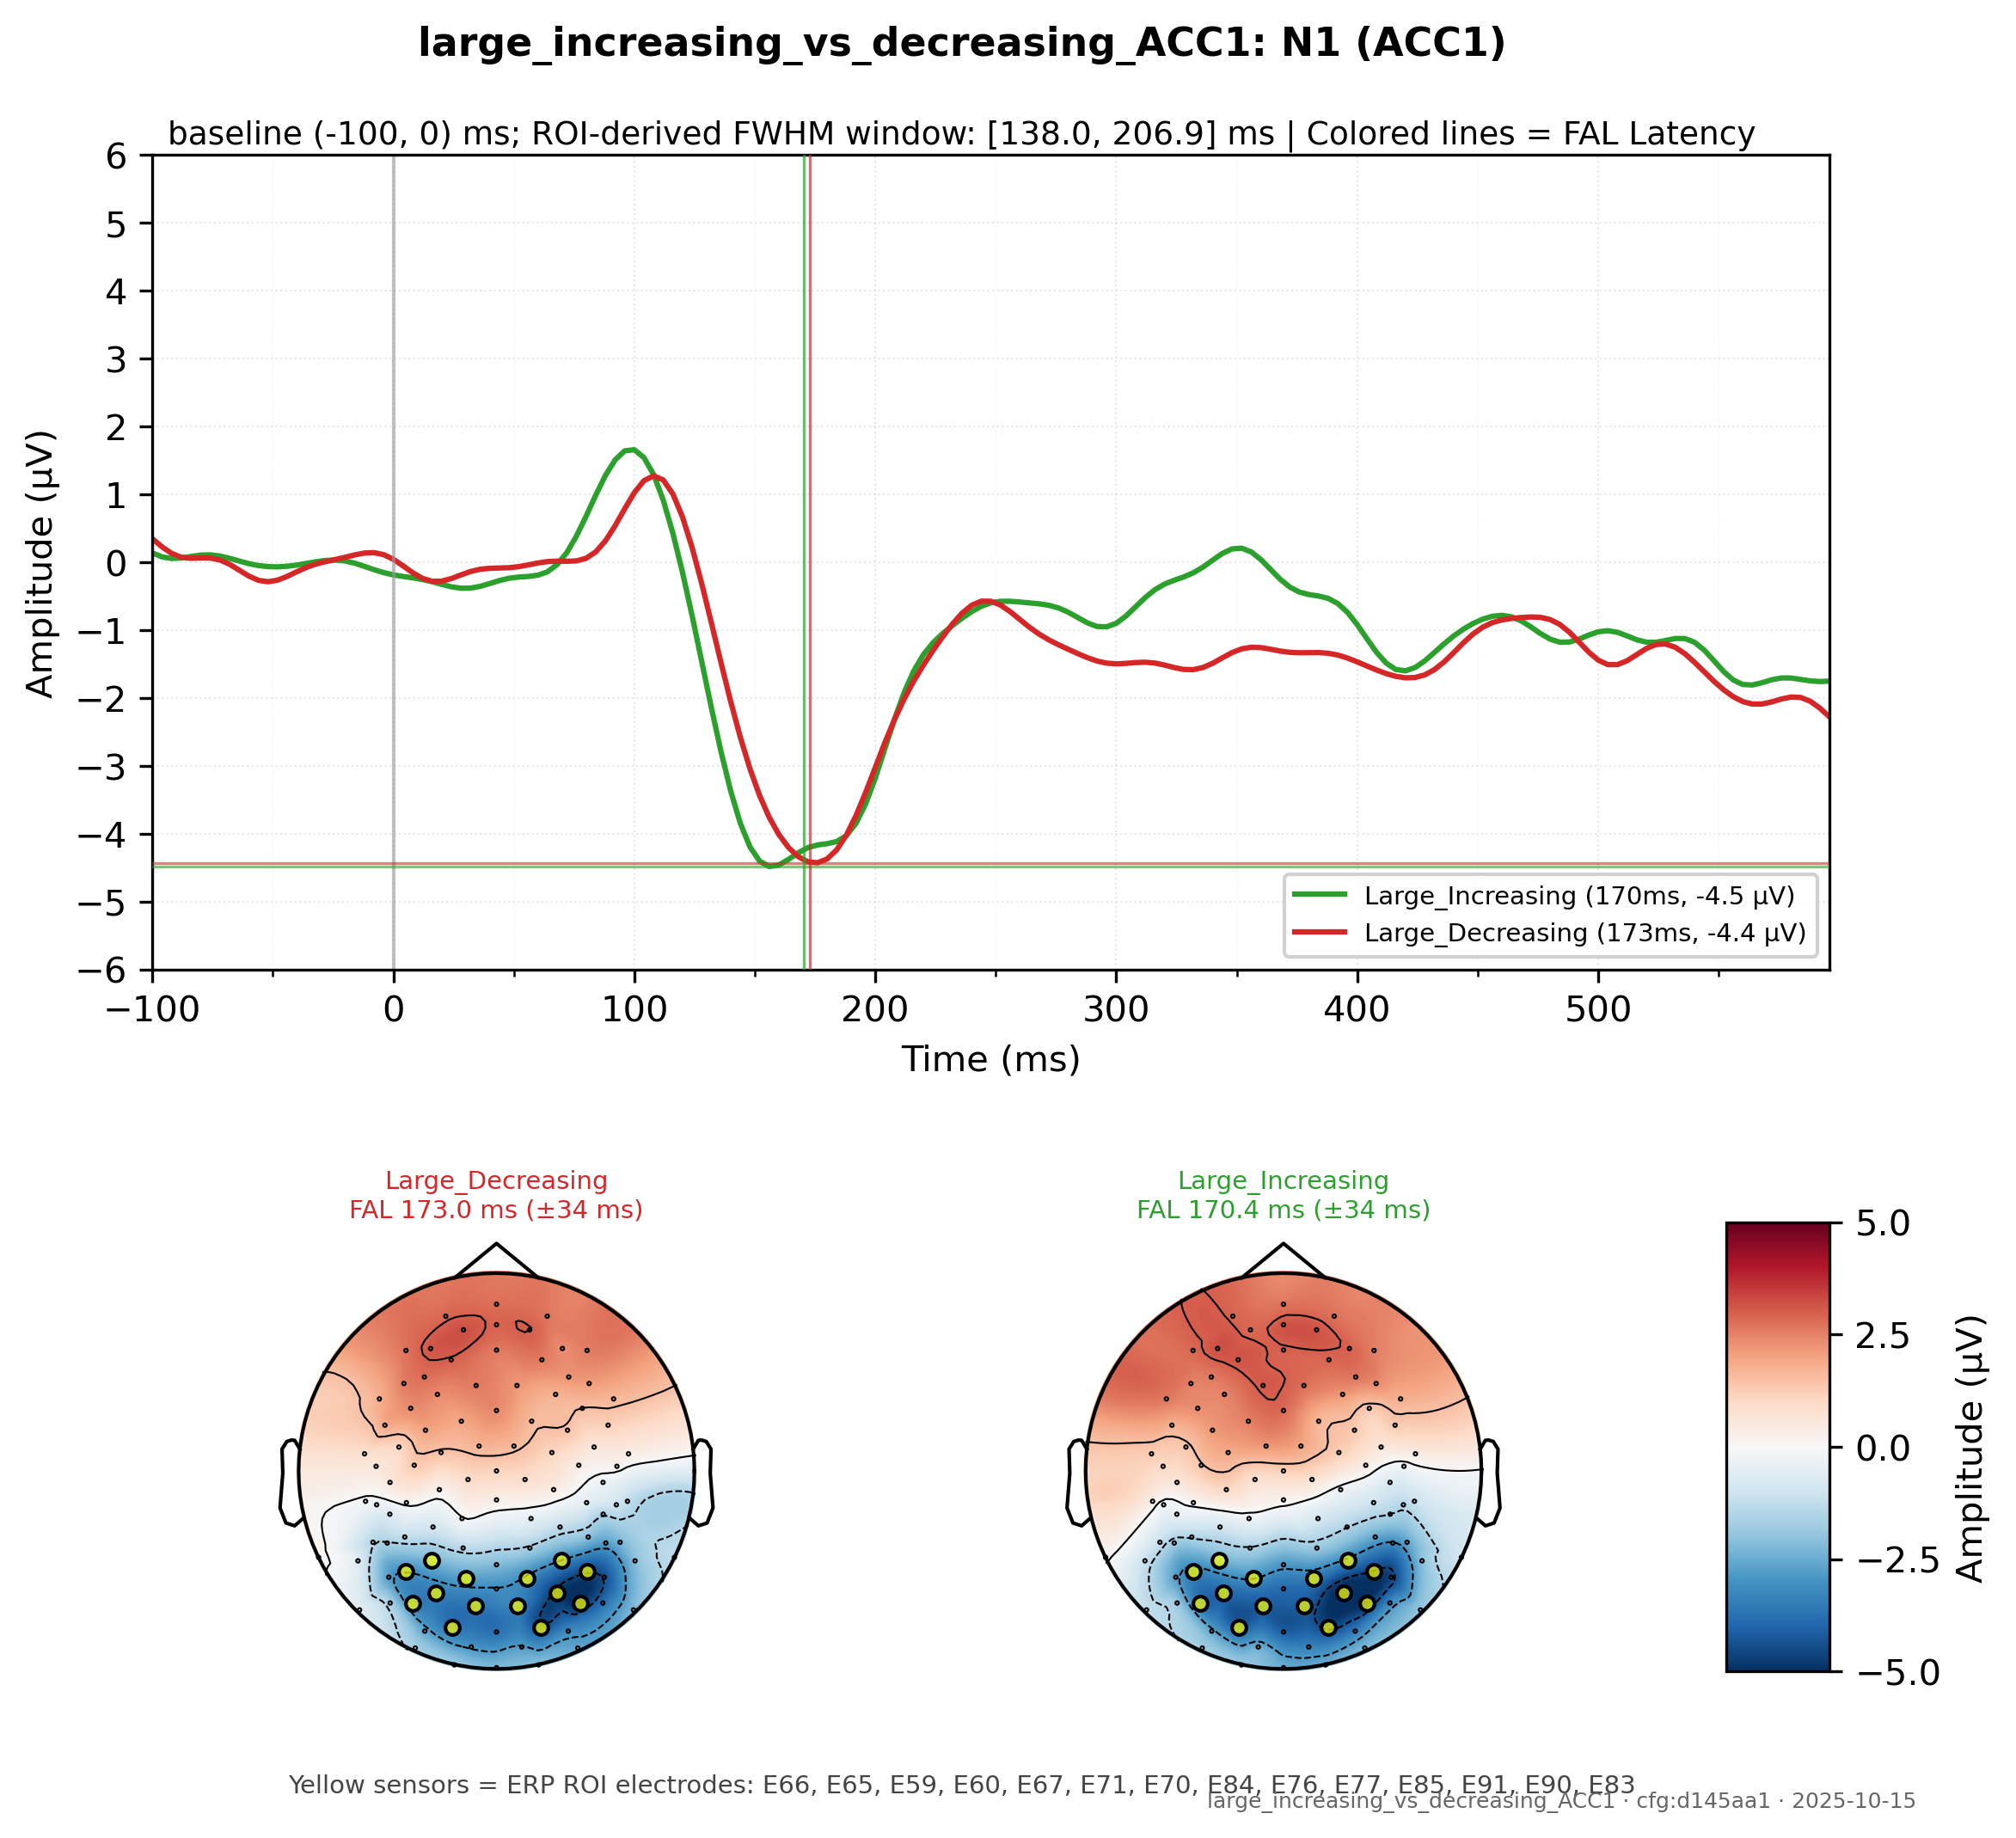 large_increasing_vs_decreasing_ACC1: N1 (ACC1)
baseline (-100, 0) ms; ROI-derived FWHM window: [138.0, 206.9] ms | Colored lines = FAL Latency
6
5
4
3
2
1
0
−1
−2
−3
−4
−5
−6
Amplitude (µV)
Large_Increasing (170ms, -4.5 µV)
Large_Decreasing (173ms, -4.4 µV)
−100 0 100 200 300 400 500
Time (ms)
Large_Decreasing
FAL 173.0 ms (±34 ms)
Large_Increasing
FAL 170.4 ms (±34 ms)
5.0
2.5
0.0
−2.5
−5.0
Amplitude (µV)
Yellow sensors = ERP ROI electrodes: E66, E65, E59, E60, E67, E71, E70, E84, E76, E77, E85, E91, E90, E83
large_increasing_vs_decreasing_ACC1 · cfg:d145aa1 · 2025-10-15